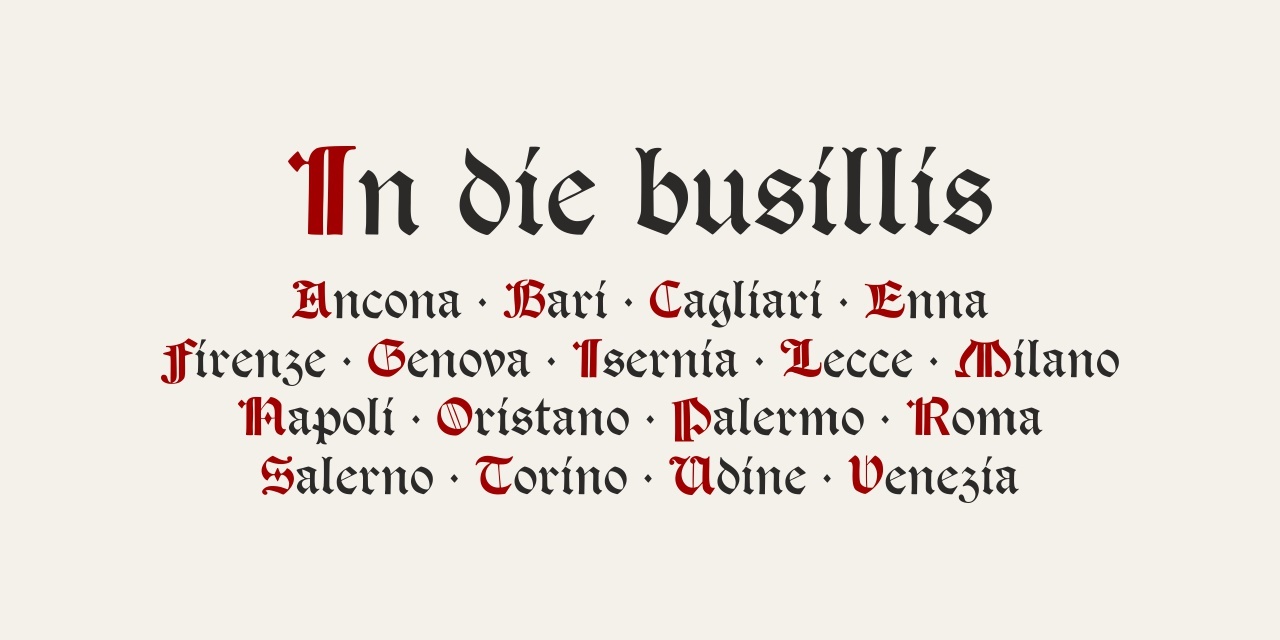 In die busillis
Ancona · Bari · Cagliari · Enna
Firenze · Genova · Isernia · Lecce · Milano
Napoli · Oristano · Palermo · Roma
Salerno · Torino · Udine · Venezia